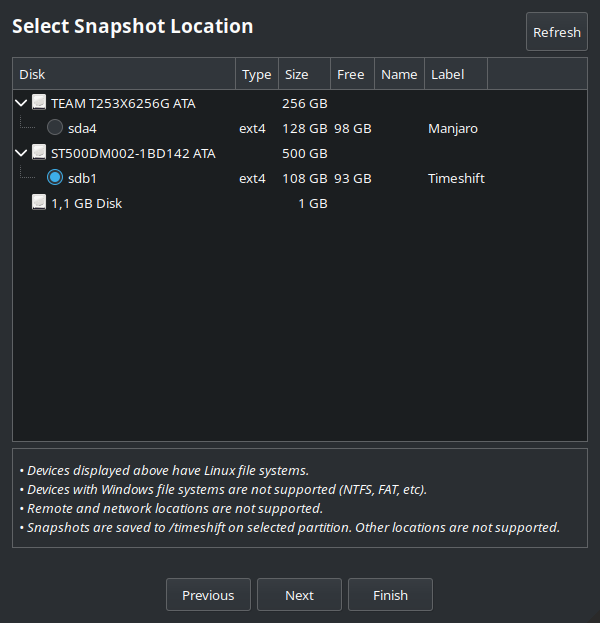 Select Snapshot Location
Refresh
Disk Type Size Free Name Label
TEAM T253X6256G ATA 256 GB
sda4 ext4 128 GB 98 GB Manjaro
ST500DM002-1BD142 ATA 500 GB
sdb1 ext4 108 GB 93 GB Timeshift
1,1 GB Disk 1 GB
• Devices displayed above have Linux file systems.
• Devices with Windows file systems are not supported (NTFS, FAT, etc).
• Remote and network locations are not supported.
• Snapshots are saved to /timeshift on selected partition. Other locations are not supported.
Previous Next Finish